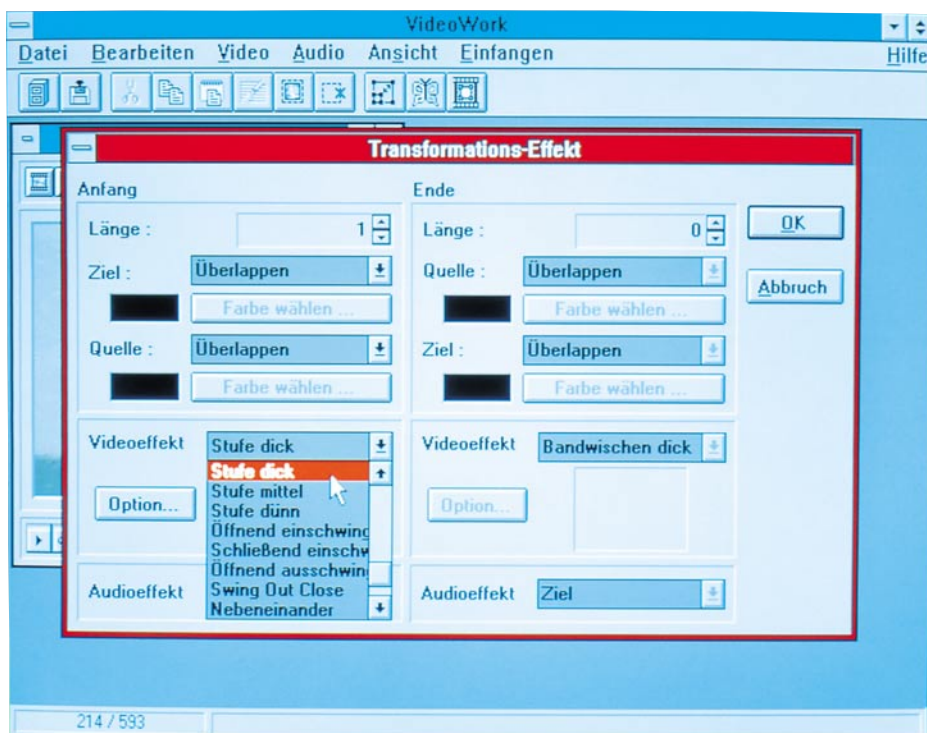 VideoWork
Datei Bearbeiten Video Audio Ansicht Einfangen Hilfe
Transformations-Effekt
Anfang
Länge : 1
Ziel : Überlappen
Farbe wählen ...
Quelle : Überlappen
Farbe wählen ...
Videoeffekt Stufe dick
Stufe dick
Stufe mittel
Stufe dünn
Öffnend einschwing
Schließend einschw
Öffnend ausschwin
Swing Out Close
Nebeneinander
Option...
Audioeffekt
Ende
Länge : 0
Quelle : Überlappen
Farbe wählen ...
Ziel : Überlappen
Farbe wählen ...
Videoeffekt Bandwischen dick
Option...
Audioeffekt Ziel
OK
Abbruch
214 / 593